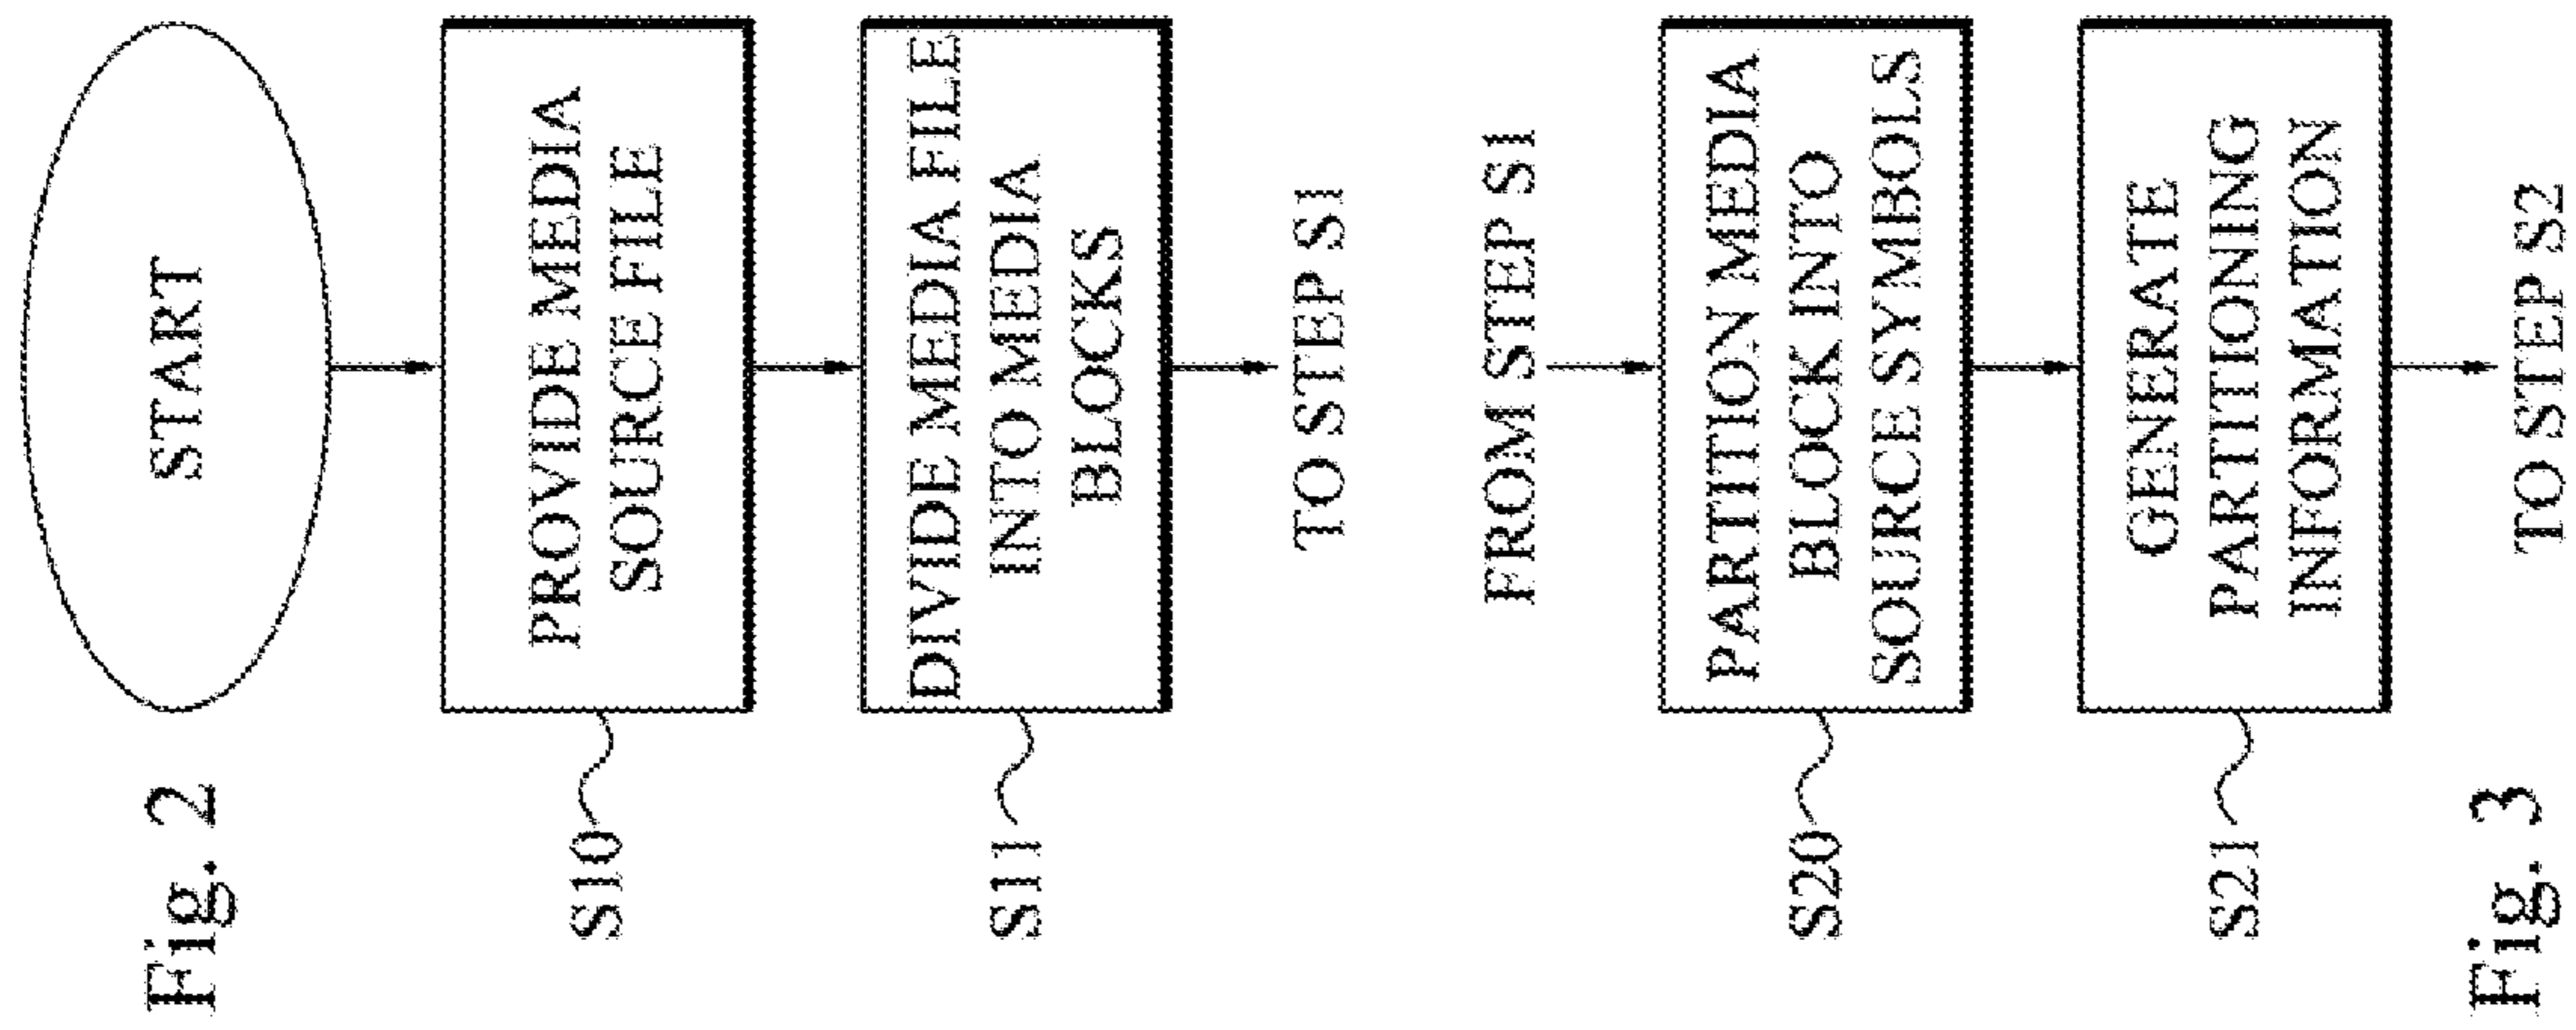 Fig. 2
START
PROVIDE MEDIA
SOURCE FILE
S10
DIVIDE MEDIA FILE
INTO MEDIA
BLOCKS
S11
TO STEP S1
FROM STEP S1
PARTITION MEDIA
BLOCK INTO
SOURCE SYMBOLS
S20
GENERATE
PARTITIONING
INFORMATION
S21
TO STEP S2
Fig. 3